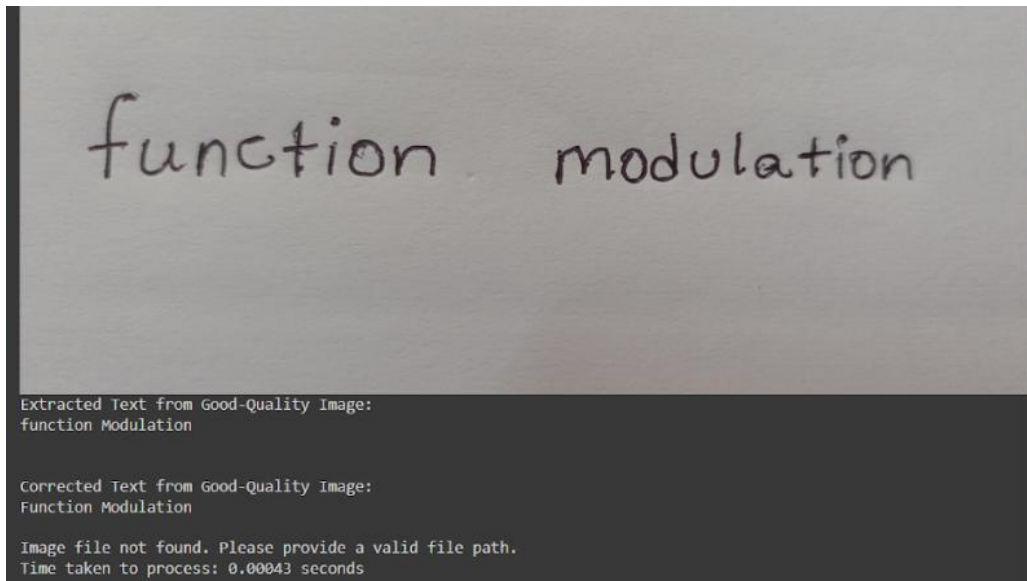 function modulation
Extracted Text from Good-Quality Image:
function Modulation
Corrected Text from Good-Quality Image:
Function Modulation
Image file not found. Please provide a valid file path.
Time taken to process: 0.00043 seconds